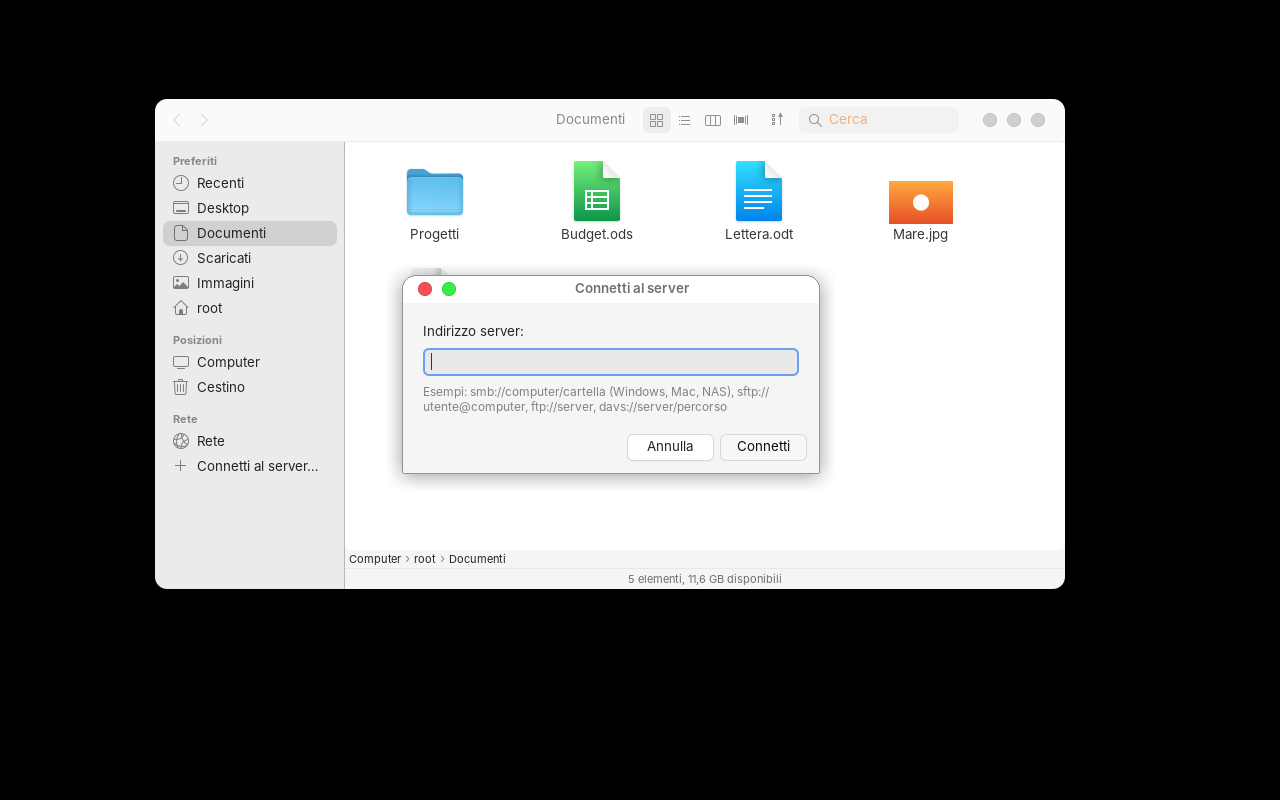 Documenti
Cerca
Preferiti
Recenti
Desktop
Documenti
Scaricati
Immagini
root
Posizioni
Computer
Cestino
Rete
Rete
Connetti al server...
Progetti
Budget.ods
Lettera.odt
Mare.jpg
Connetti al server
Indirizzo server:
Esempi: smb://computer/cartella (Windows, Mac, NAS), sftp://
utente@computer, ftp://server, davs://server/percorso
Annulla
Connetti
Computer › root › Documenti
5 elementi, 11,6 GB disponibili